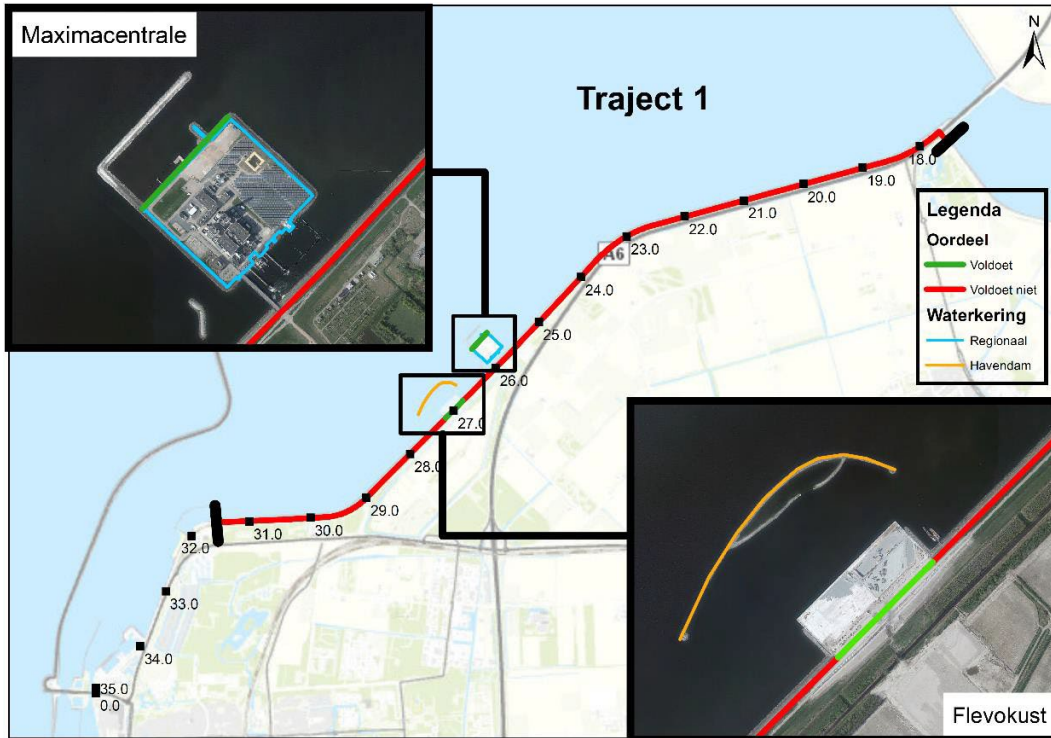 Maximacentrale
N
Traject 1
18.0
19.0
20.0
21.0
22.0
23.0
A6
24.0
25.0
26.0
27.0
28.0
29.0
30.0
31.0
32.0
33.0
34.0
35.0
0.0
Legenda
Oordeel
Voldoet
Voldoet niet
Waterkering
Regionaal
Havendam
Flevokust